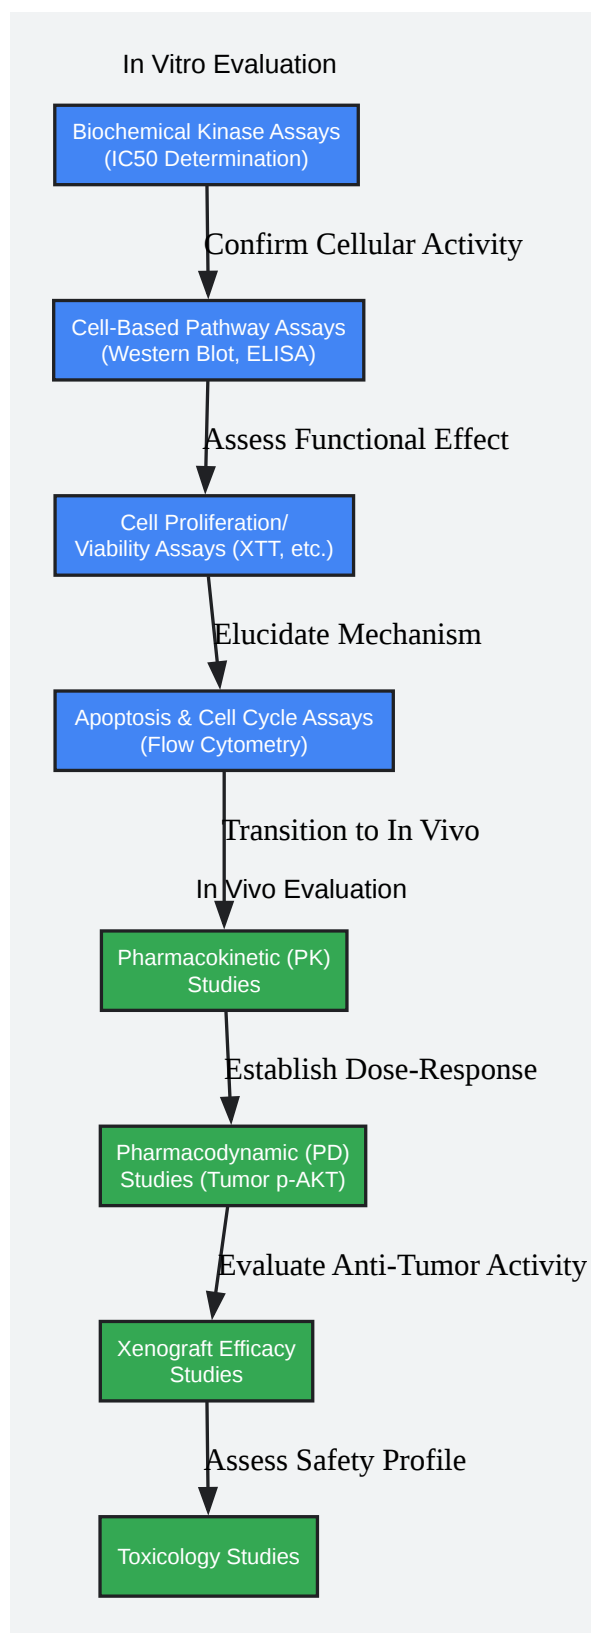 In Vitro Evaluation
Biochemical Kinase Assays
(IC50 Determination)
Confirm Cellular Activity
Cell-Based Pathway Assays
(Western Blot, ELISA)
Assess Functional Effect
Cell Proliferation/
Viability Assays (XTT, etc.)
Elucidate Mechanism
Apoptosis & Cell Cycle Assays
(Flow Cytometry)
Transition to In Vivo
In Vivo Evaluation
Pharmacokinetic (PK)
Studies
Establish Dose-Response
Pharmacodynamic (PD)
Studies (Tumor p-AKT)
Evaluate Anti-Tumor Activity
Xenograft Efficacy
Studies
Assess Safety Profile
Toxicology Studies